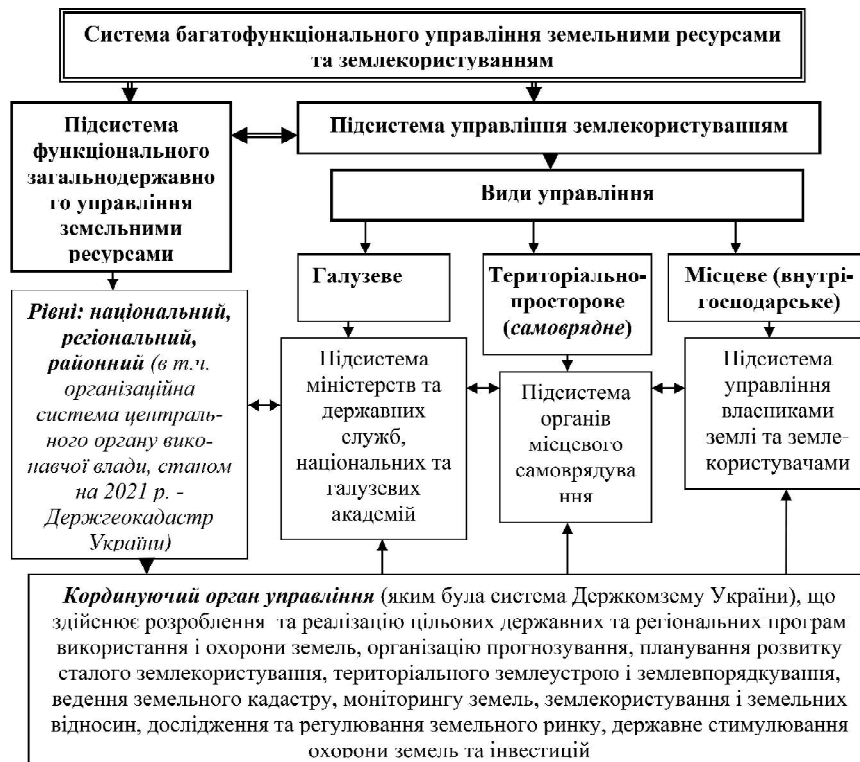 Система багатофункціонального управління земельними ресурсами
та землекористуванням
Підсистема
функціонального
загальнодержавно
го управління
земельними
ресурсами
Підсистема управління землекористуванням
Види управління
Галузеве
Територіально-
просторове
(самоврядне)
Місцеве (внутрі-
господарське)
Рівні: національний,
регіональний,
районний (в т.ч.
організаційна
система централь-
ного органу вико-
навчої влади, станом
на 2021 р. -
Держгеокадастр
України)
Підсистема
міністерств та
державних
служб,
національних та
галузевих
академій
Підсистема
органів
місцевого
самоврядува
ння
Підсистема
управління
власниками
землі та земле-
користувачами
Кординуючий орган управління (яким була система Держкомзему України), що
здійснює розроблення та реалізацію цільових державних та регіональних програм
використання і охорони земель, організацію прогнозування, планування розвитку
сталого землекористування, територіального землеустрою і землевпорядкування,
ведення земельного кадастру, моніторингу земель, землекористування і земельних
відносин, дослідження та регулювання земельного ринку, державне стимулювання
охорони земель та інвестицій